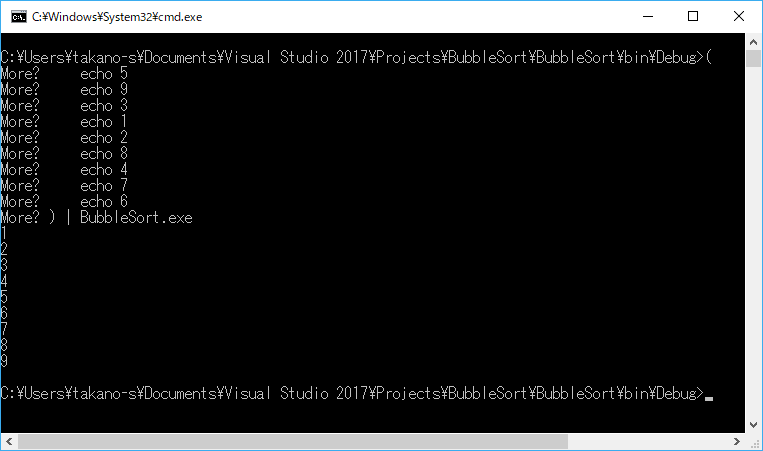 C:¥Windows¥System32¥cmd.exe
C:¥Users¥takano-s¥Documents¥Visual Studio 2017¥Projects¥BubbleSort¥BubbleSort¥bin¥Debug>(
More?     echo 5
More?     echo 9
More?     echo 3
More?     echo 1
More?     echo 2
More?     echo 8
More?     echo 4
More?     echo 7
More?     echo 6
More? ) | BubbleSort.exe
1
2
3
4
5
6
7
8
9
C:¥Users¥takano-s¥Documents¥Visual Studio 2017¥Projects¥BubbleSort¥BubbleSort¥bin¥Debug>